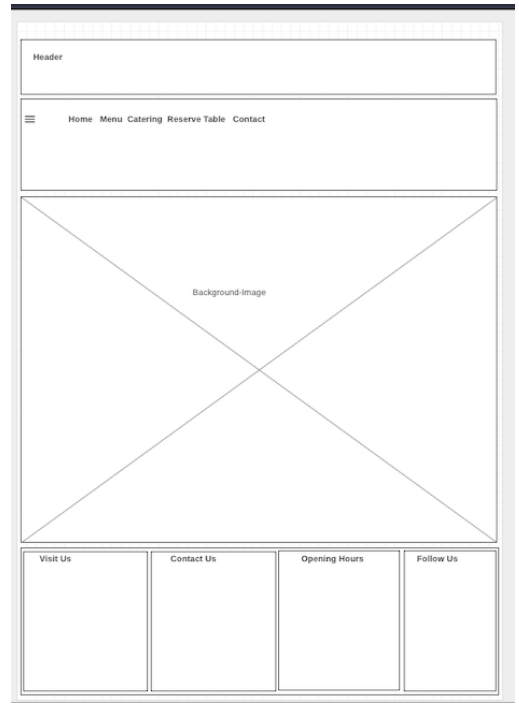 Header
Home Menu Catering Reserve Table Contact
Background-Image
Visit Us Contact Us Opening Hours Follow Us